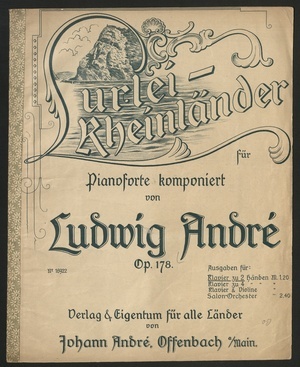 Lurlei-
Rheinländer
für
Pianoforte komponiert
von
Ludwig André
Op. 178.
Ausgaben für:
Klavier zu 2 Händen M. 1,20
Klavier zu 4 " "
Klavier & Violine
Salon-Orchester " 2,40
Verlag & Eigentum für alle Länder
von
Johann André, Offenbach a/Main.